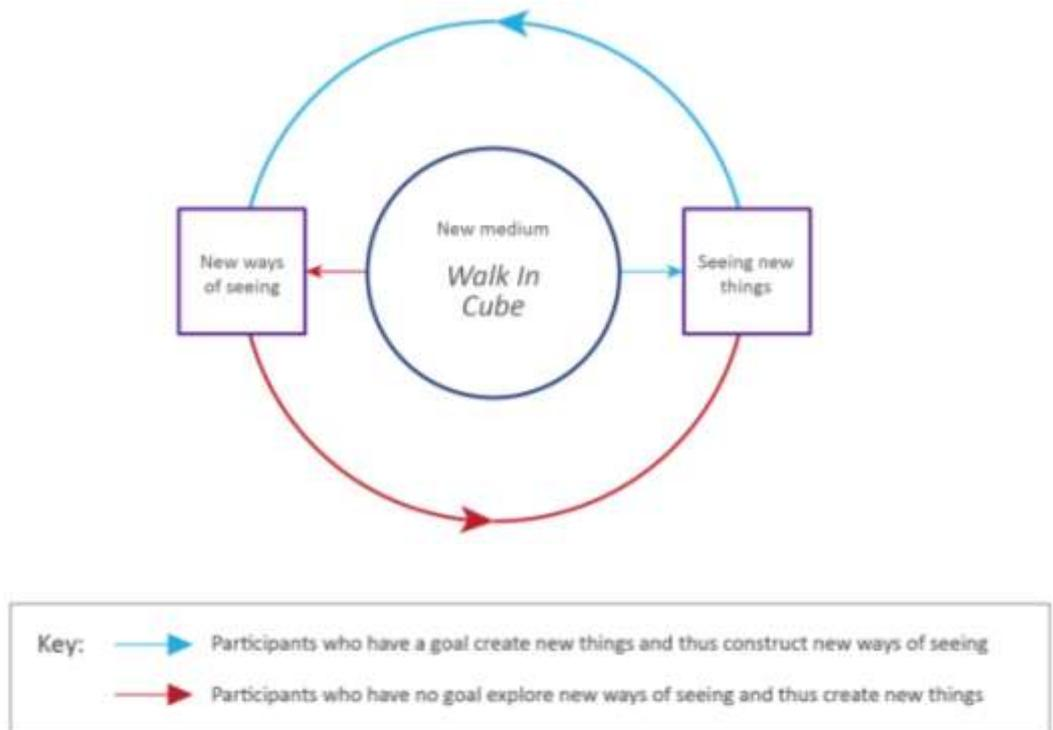 New medium
Walk In
Cube
New ways
of seeing
Seeing new
things
Key:
Participants who have a goal create new things and thus construct new ways of seeing
Participants who have no goal explore new ways of seeing and thus create new things